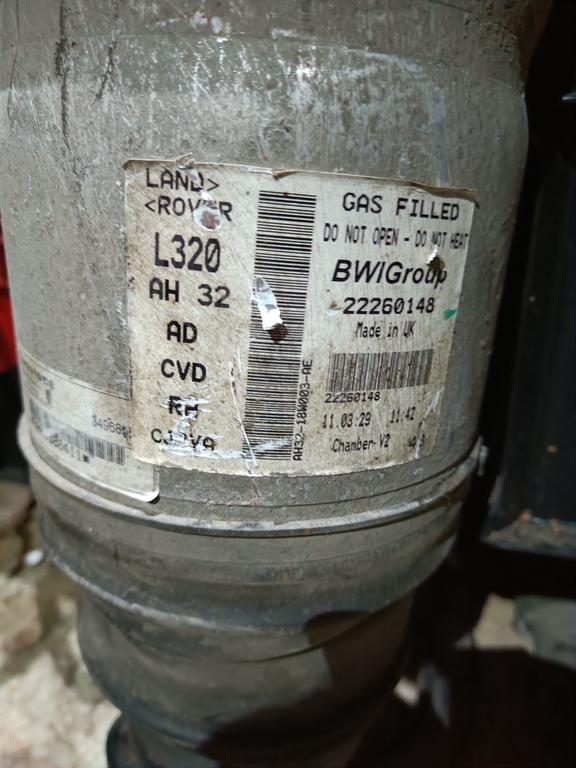 LAND>
<ROVER
L320
AH 32
AD
CVD
RH
AH32-18W003-AE
GAS FILLED
DO NOT OPEN - DO NOT HEAT
BWIGroup
22260148
Made in UK
22260148
11.03.29 11.42
Chamber V2